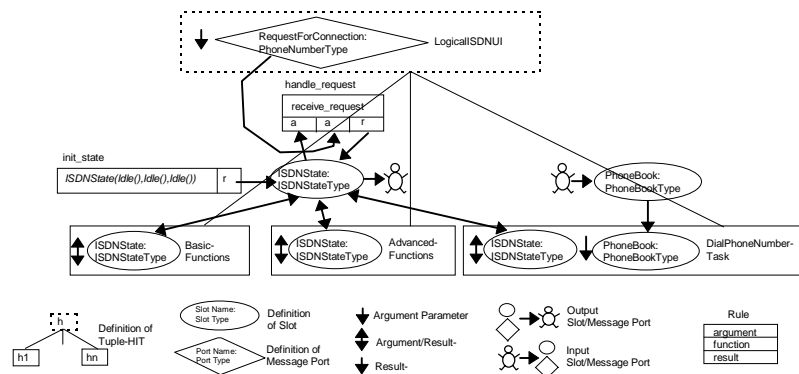 RequestForConnection:
PhoneNumberType
LogicalISDNUI
handle_request
receive_request
a a r
init_state
ISDNState(Idle(),Idle(),Idle()) r
ISDNState:
ISDNStateType
PhoneBook:
PhoneBookType
ISDNState:
ISDNStateType
Basic-
Functions
ISDNState:
ISDNStateType
Advanced-
Functions
ISDNState:
ISDNStateType
PhoneBook:
PhoneBookType
DialPhoneNumber-
Task
h
h1
hn
Definition of
Tuple-HIT
Slot Name:
Slot Type
Definition
of Slot
Port Name:
Port Type
Definition of
Message Port
Argument Parameter
Argument/Result-
Result-
Output
Slot/Message Port
Input
Slot/Message Port
Rule
argument
function
result